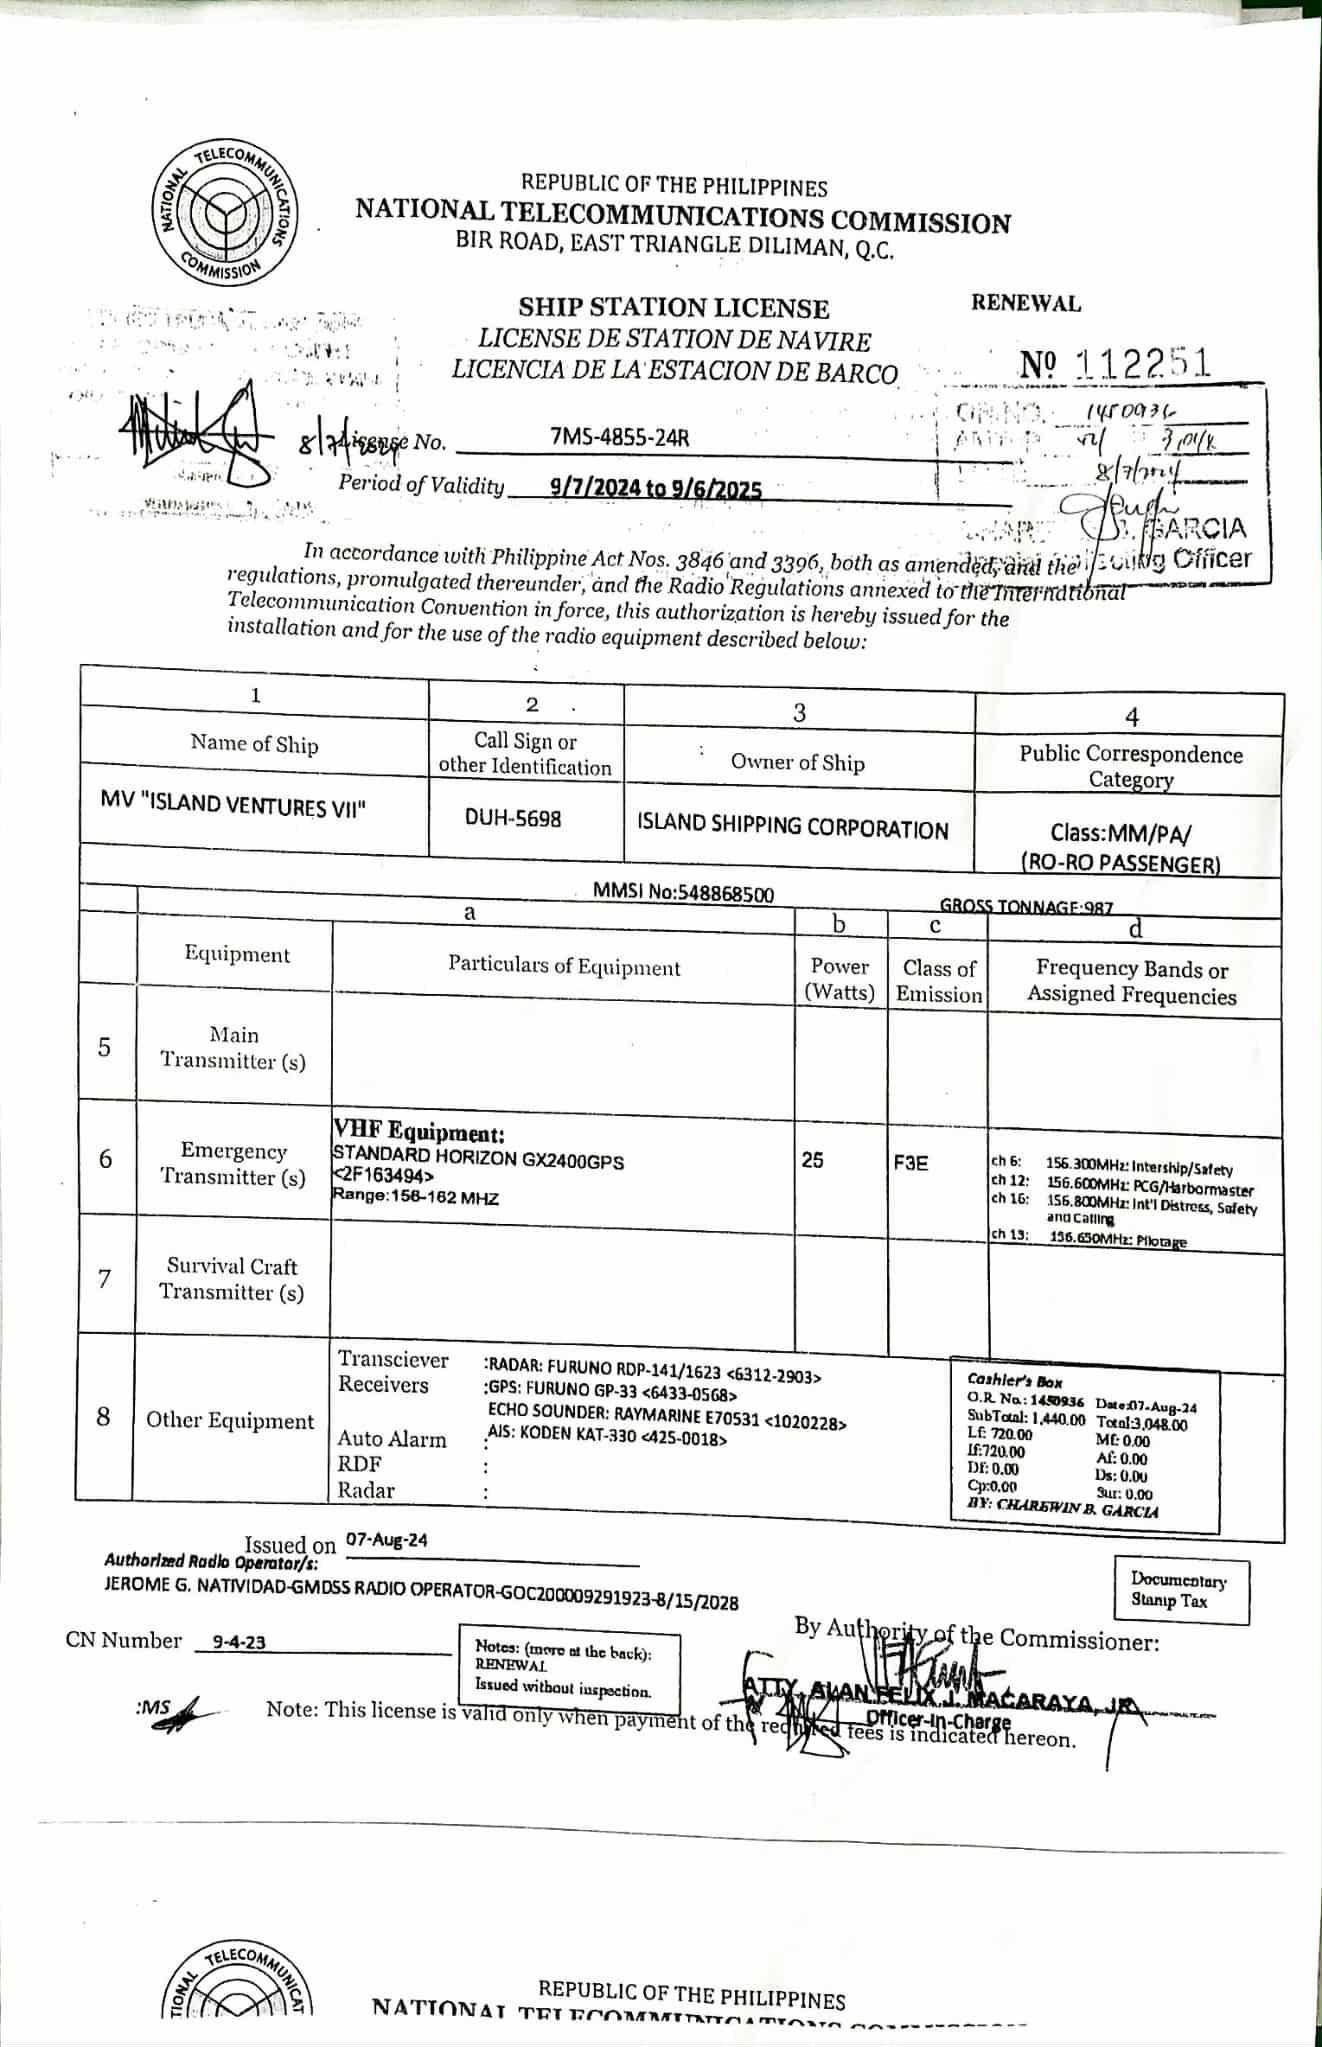 NATIONAL TELECOMMUNICATIONS COMMISSION
REPUBLIC OF THE PHILIPPINES
NATIONAL TELECOMMUNICATIONS COMMISSION
BIR ROAD, EAST TRIANGLE DILIMAN, Q.C.
SHIP STATION LICENSE
RENEWAL
LICENSE DE STATION DE NAVIRE
LICENCIA DE LA ESTACION DE BARCO
Nº 112251
1450936
8/7/2024
License No. 7MS-4855-24R
8/7/2024
Period of Validity 9/7/2024 to 9/6/2025
GARCIA
Officer
In accordance with Philippine Act Nos. 3846 and 3396, both as amended, and the
regulations, promulgated thereunder, and the Radio Regulations annexed to the International
Telecommunication Convention in force, this authorization is hereby issued for the
installation and for the use of the radio equipment described below:
1 2 3 4
Name of Ship
Call Sign or
other Identification
Owner of Ship
Public Correspondence
Category
MV "ISLAND VENTURES VII"
DUH-5698
ISLAND SHIPPING CORPORATION
Class:MM/PA/
(RO-RO PASSENGER)
MMSI No:548868500
GROSS TONNAGE:987
a b c d
Equipment
Particulars of Equipment
Power
(Watts)
Class of
Emission
Frequency Bands or
Assigned Frequencies
5
Main
Transmitter (s)
6
Emergency
Transmitter (s)
VHF Equipment:
STANDARD HORIZON GX2400GPS
<2F163494>
Range:156-162 MHZ
25
F3E
ch 6: 156.300MHz: Intership/Safety
ch 12: 156.600MHz: PCG/Harbormaster
ch 16: 156.800MHz: Int'l Distress, Safety
and Calling
ch 13: 156.650MHz: Pilotage
7
Survival Craft
Transmitter (s)
8
Other Equipment
Transciever :RADAR: FURUNO RDP-141/1623 <6312-2903>
Receivers :GPS: FURUNO GP-33 <6433-0568>
ECHO SOUNDER: RAYMARINE E70531 <1020228>
Auto Alarm : AIS: KODEN KAT-330 <425-0018>
RDF :
Radar :
Cashier's Box
O.R. No.: 1450936 Date:07-Aug-24
SubTotal: 1,440.00 Total:3,048.00
Lf: 720.00 Mf: 0.00
If:720.00 Af: 0.00
Df: 0.00 Ds: 0.00
Cp:0.00 Sur: 0.00
BY: CHAREWIN B. GARCIA
Issued on 07-Aug-24
Authorized Radio Operator/s:
JEROME G. NATIVIDAD-GMDSS RADIO OPERATOR-GOC200009291923-8/15/2028
Documentary
Stamp Tax
CN Number 9-4-23
Notes: (more at the back):
RENEWAL
Issued without inspection.
By Authority of the Commissioner:
ATTY. ALAN FELIX J. MACARAYA, JR.
Officer-In-Charge
:MS
Note: This license is valid only when payment of the required fees is indicated hereon.
REPUBLIC OF THE PHILIPPINES
NATIONAL TELECOMMUNICATIONS COMMISSION